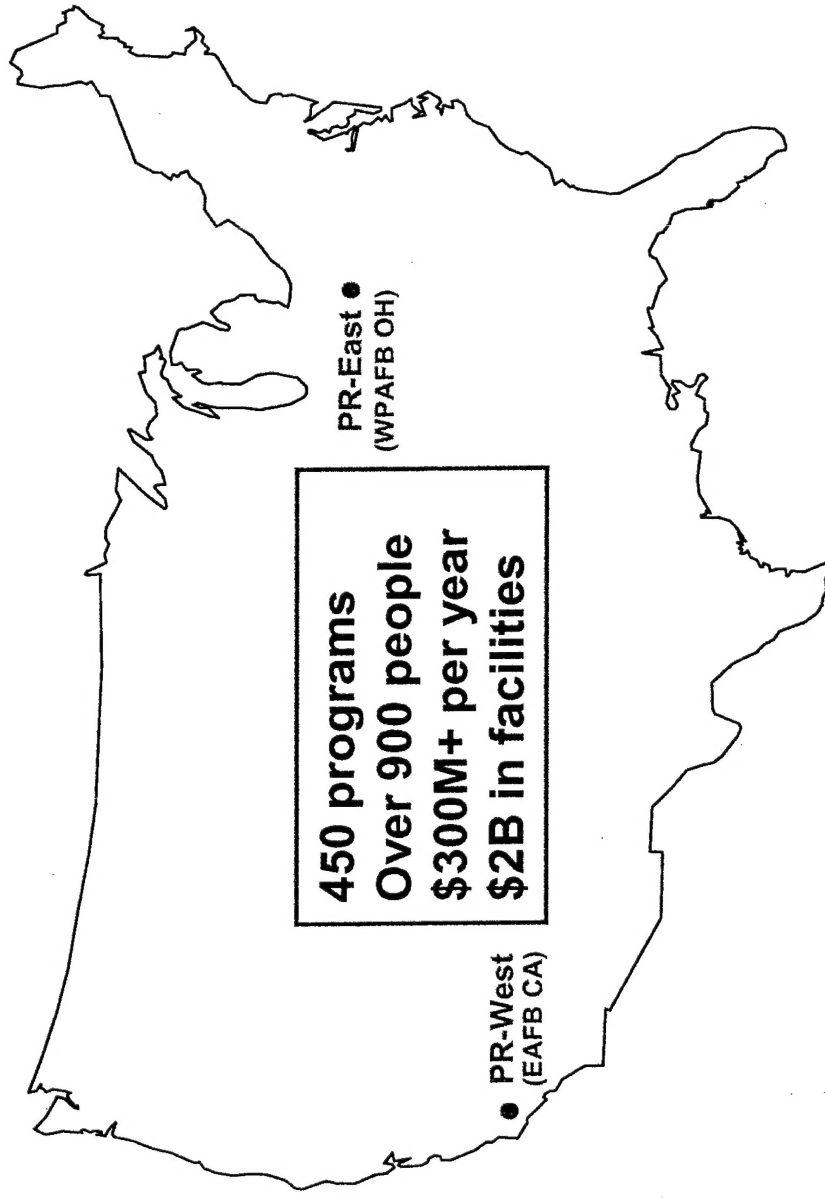 PR-East
(WPAFB OH)
450 programs
Over 900 people
$300M+ per year
$2B in facilities
PR-West
(EAFB CA)